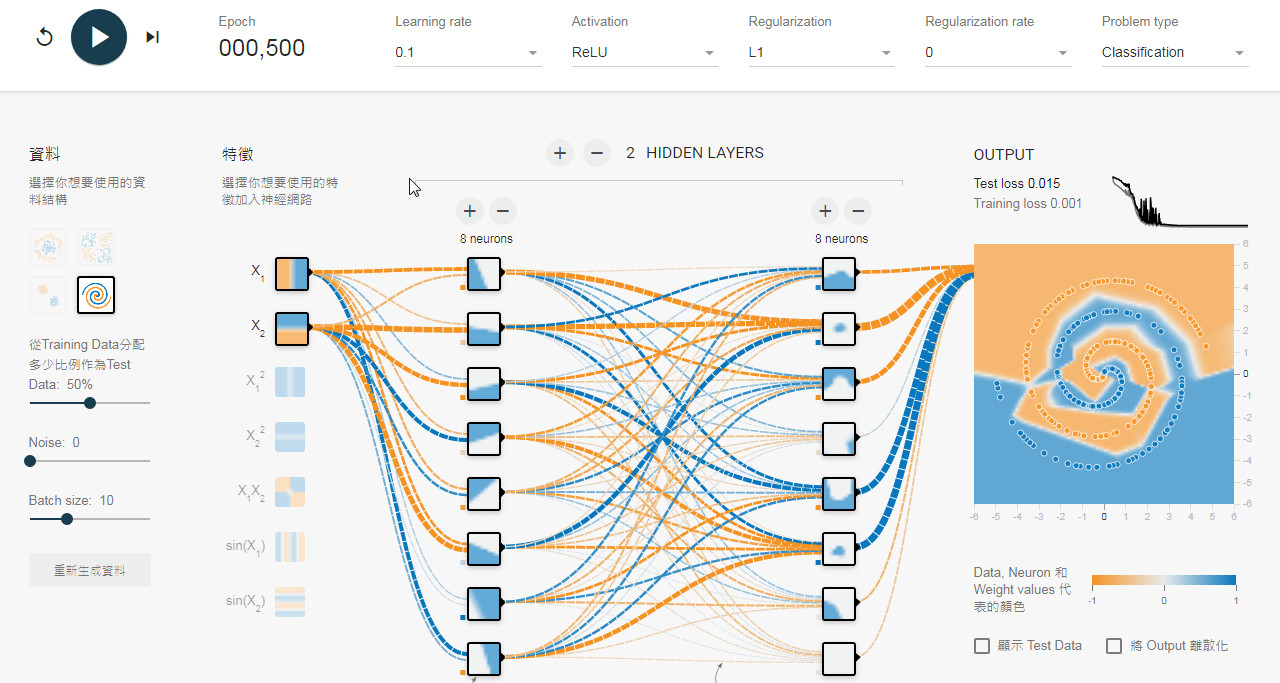 Epoch
000,500
Learning rate
0.1
Activation
ReLU
Regularization
L1
Regularization rate
0
Problem type
Classification
資料
選擇你想要使用的資
料結構
從Training Data分配
多少比例作為Test
Data: 50%
Noise: 0
Batch size: 10
重新生成資料
特徵
選擇你想要使用的特
徵加入神經網路
X1
X2
X1^2
X2^2
X1X2
sin(X1)
sin(X2)
+ − 2 HIDDEN LAYERS
+ −
8 neurons
+ −
8 neurons
OUTPUT
Test loss 0.015
Training loss 0.001
6
5
4
3
2
1
0
-1
-2
-3
-4
-5
-6
-6 -5 -4 -3 -2 -1 0 1 2 3 4 5 6
Data, Neuron 和
Weight values 代
表的顏色
-1 0 1
顯示 Test Data
將 Output 離散化